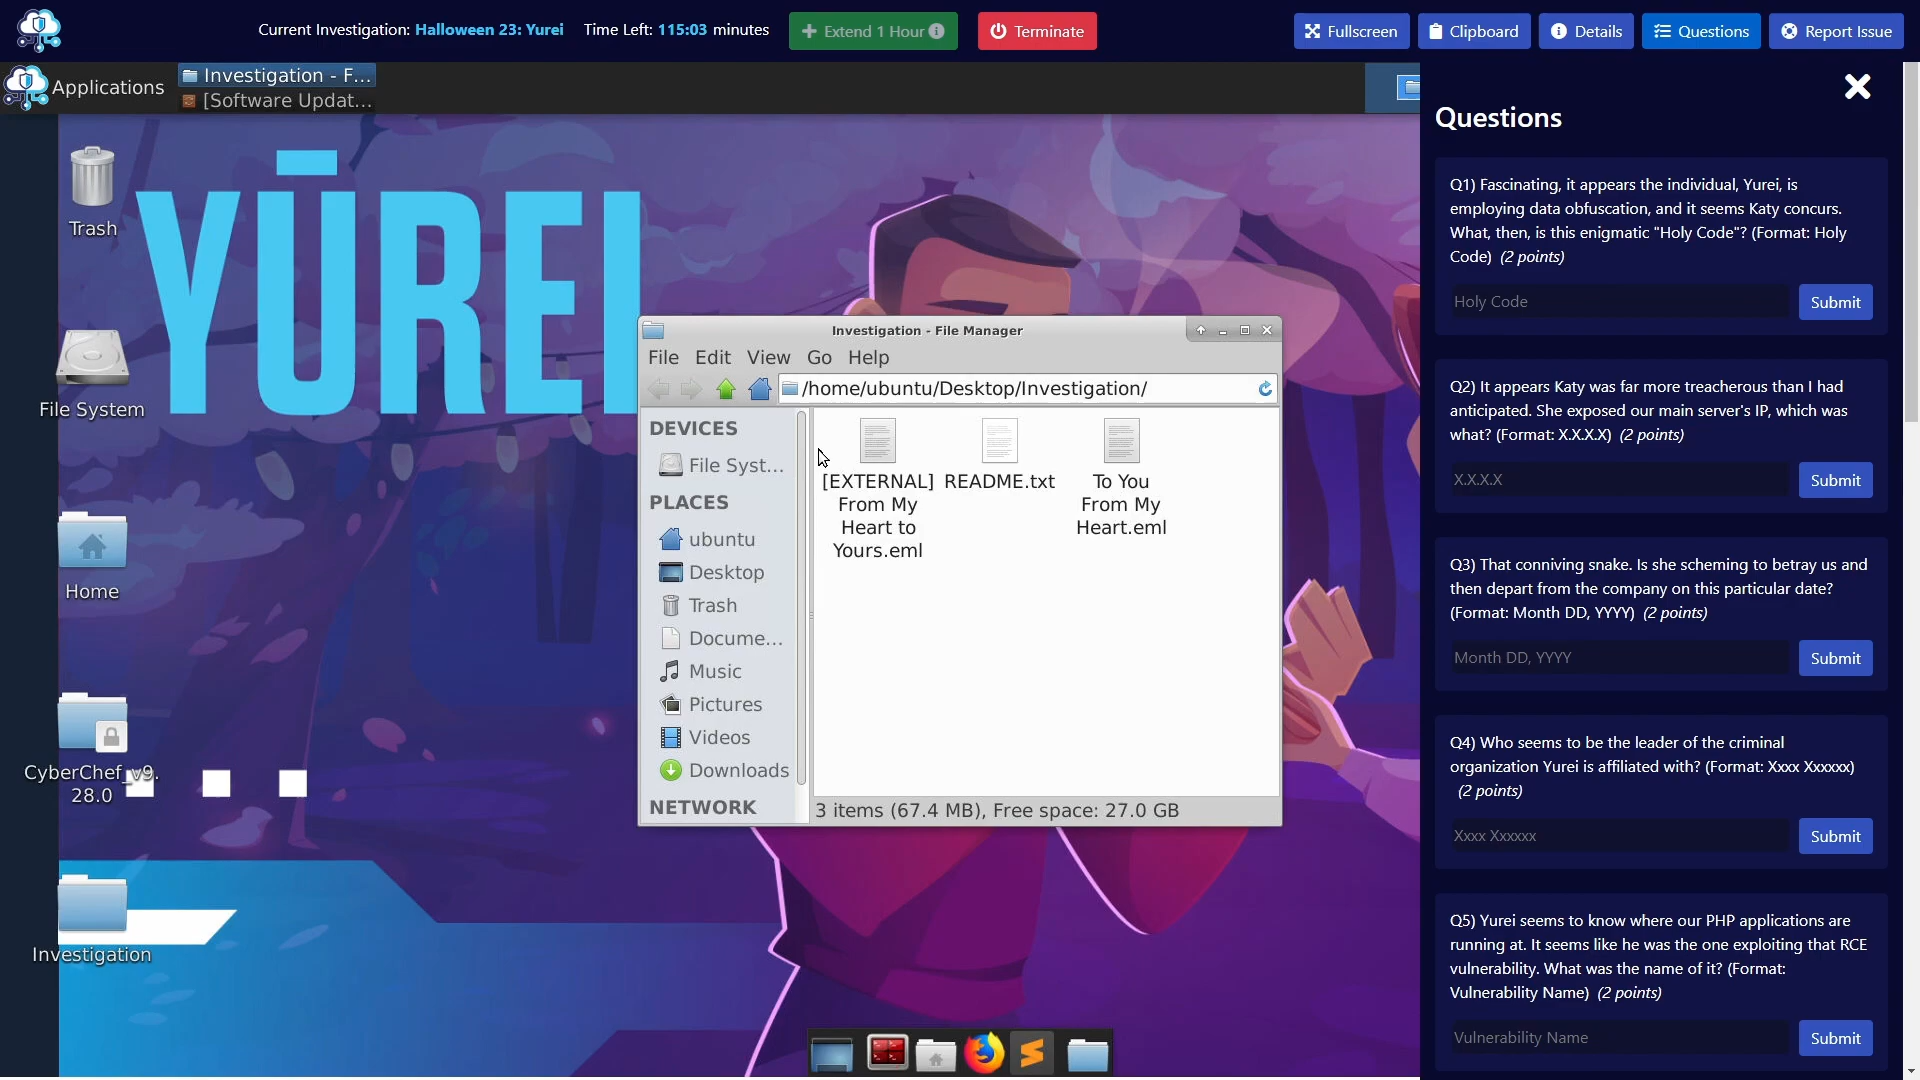 Current Investigation: Halloween 23: Yurei
Time Left: 115:03 minutes
Extend 1 Hour
Terminate
Fullscreen
Clipboard
Details
Questions
Report Issue
Applications
Investigation - F...
[Software Updat...
YŪREI
Trash
File System
Home
CyberChef_v9.
28.0
Investigation
Investigation - File Manager
File Edit View Go Help
/home/ubuntu/Desktop/Investigation/
DEVICES
File Syst...
PLACES
ubuntu
Desktop
Trash
Docume...
Music
Pictures
Videos
Downloads
NETWORK
[EXTERNAL]
From My
Heart to
Yours.eml
README.txt
To You
From My
Heart.eml
3 items (67.4 MB), Free space: 27.0 GB
Questions
Q1) Fascinating, it appears the individual, Yurei, is
employing data obfuscation, and it seems Katy concurs.
What, then, is this enigmatic "Holy Code"? (Format: Holy
Code) (2 points)
Holy Code
Submit
Q2) It appears Katy was far more treacherous than I had
anticipated. She exposed our main server's IP, which was
what? (Format: X.X.X.X) (2 points)
X.X.X.X
Submit
Q3) That conniving snake. Is she scheming to betray us and
then depart from the company on this particular date?
(Format: Month DD, YYYY) (2 points)
Month DD, YYYY
Submit
Q4) Who seems to be the leader of the criminal
organization Yurei is affiliated with? (Format: Xxxx Xxxxxx)
(2 points)
Xxxx Xxxxxx
Submit
Q5) Yurei seems to know where our PHP applications are
running at. It seems like he was the one exploiting that RCE
vulnerability. What was the name of it? (Format:
Vulnerability Name) (2 points)
Vulnerability Name
Submit